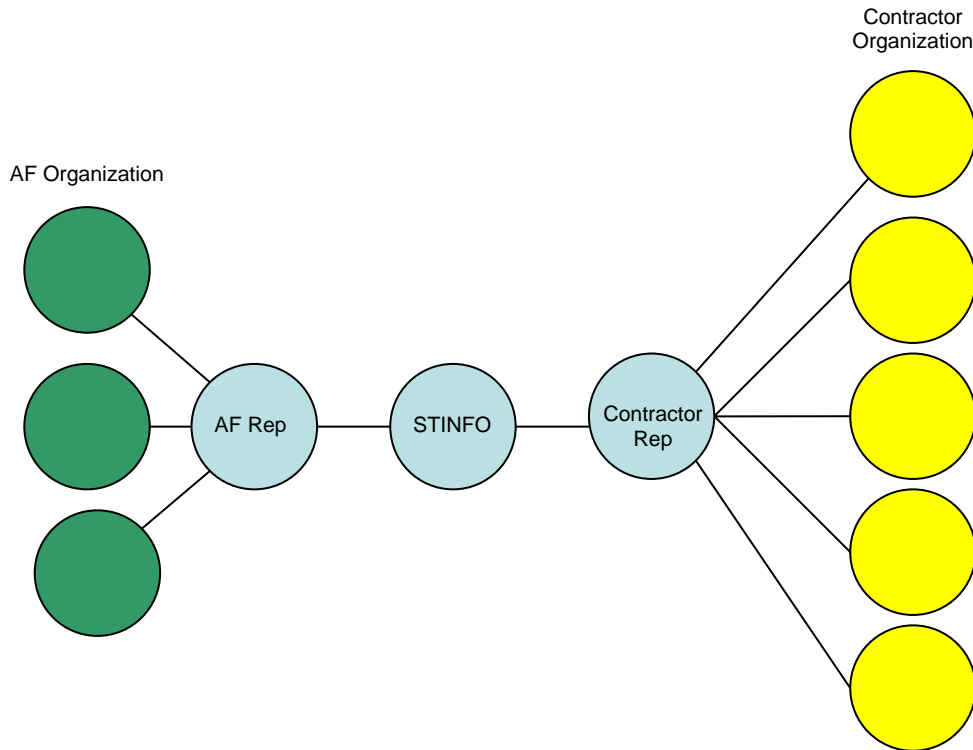 Contractor
Organization
AF Organization
AF Rep
STINFO
Contractor
Rep